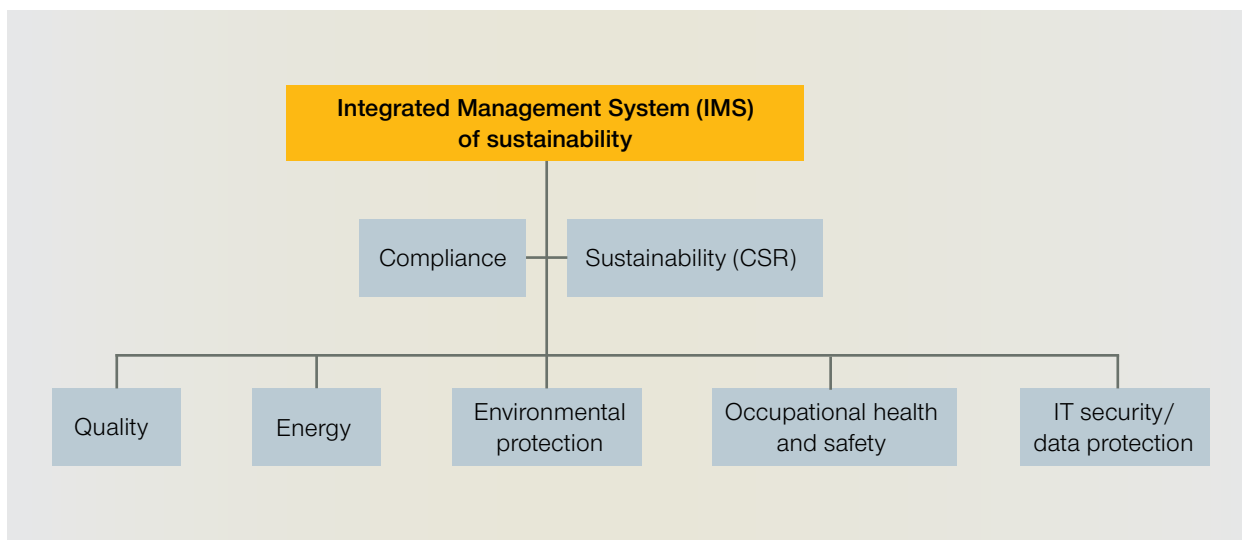 Integrated Management System (IMS)
of sustainability
Compliance
Sustainability (CSR)
Quality
Energy
Environmental
protection
Occupational health
and safety
IT security/
data protection